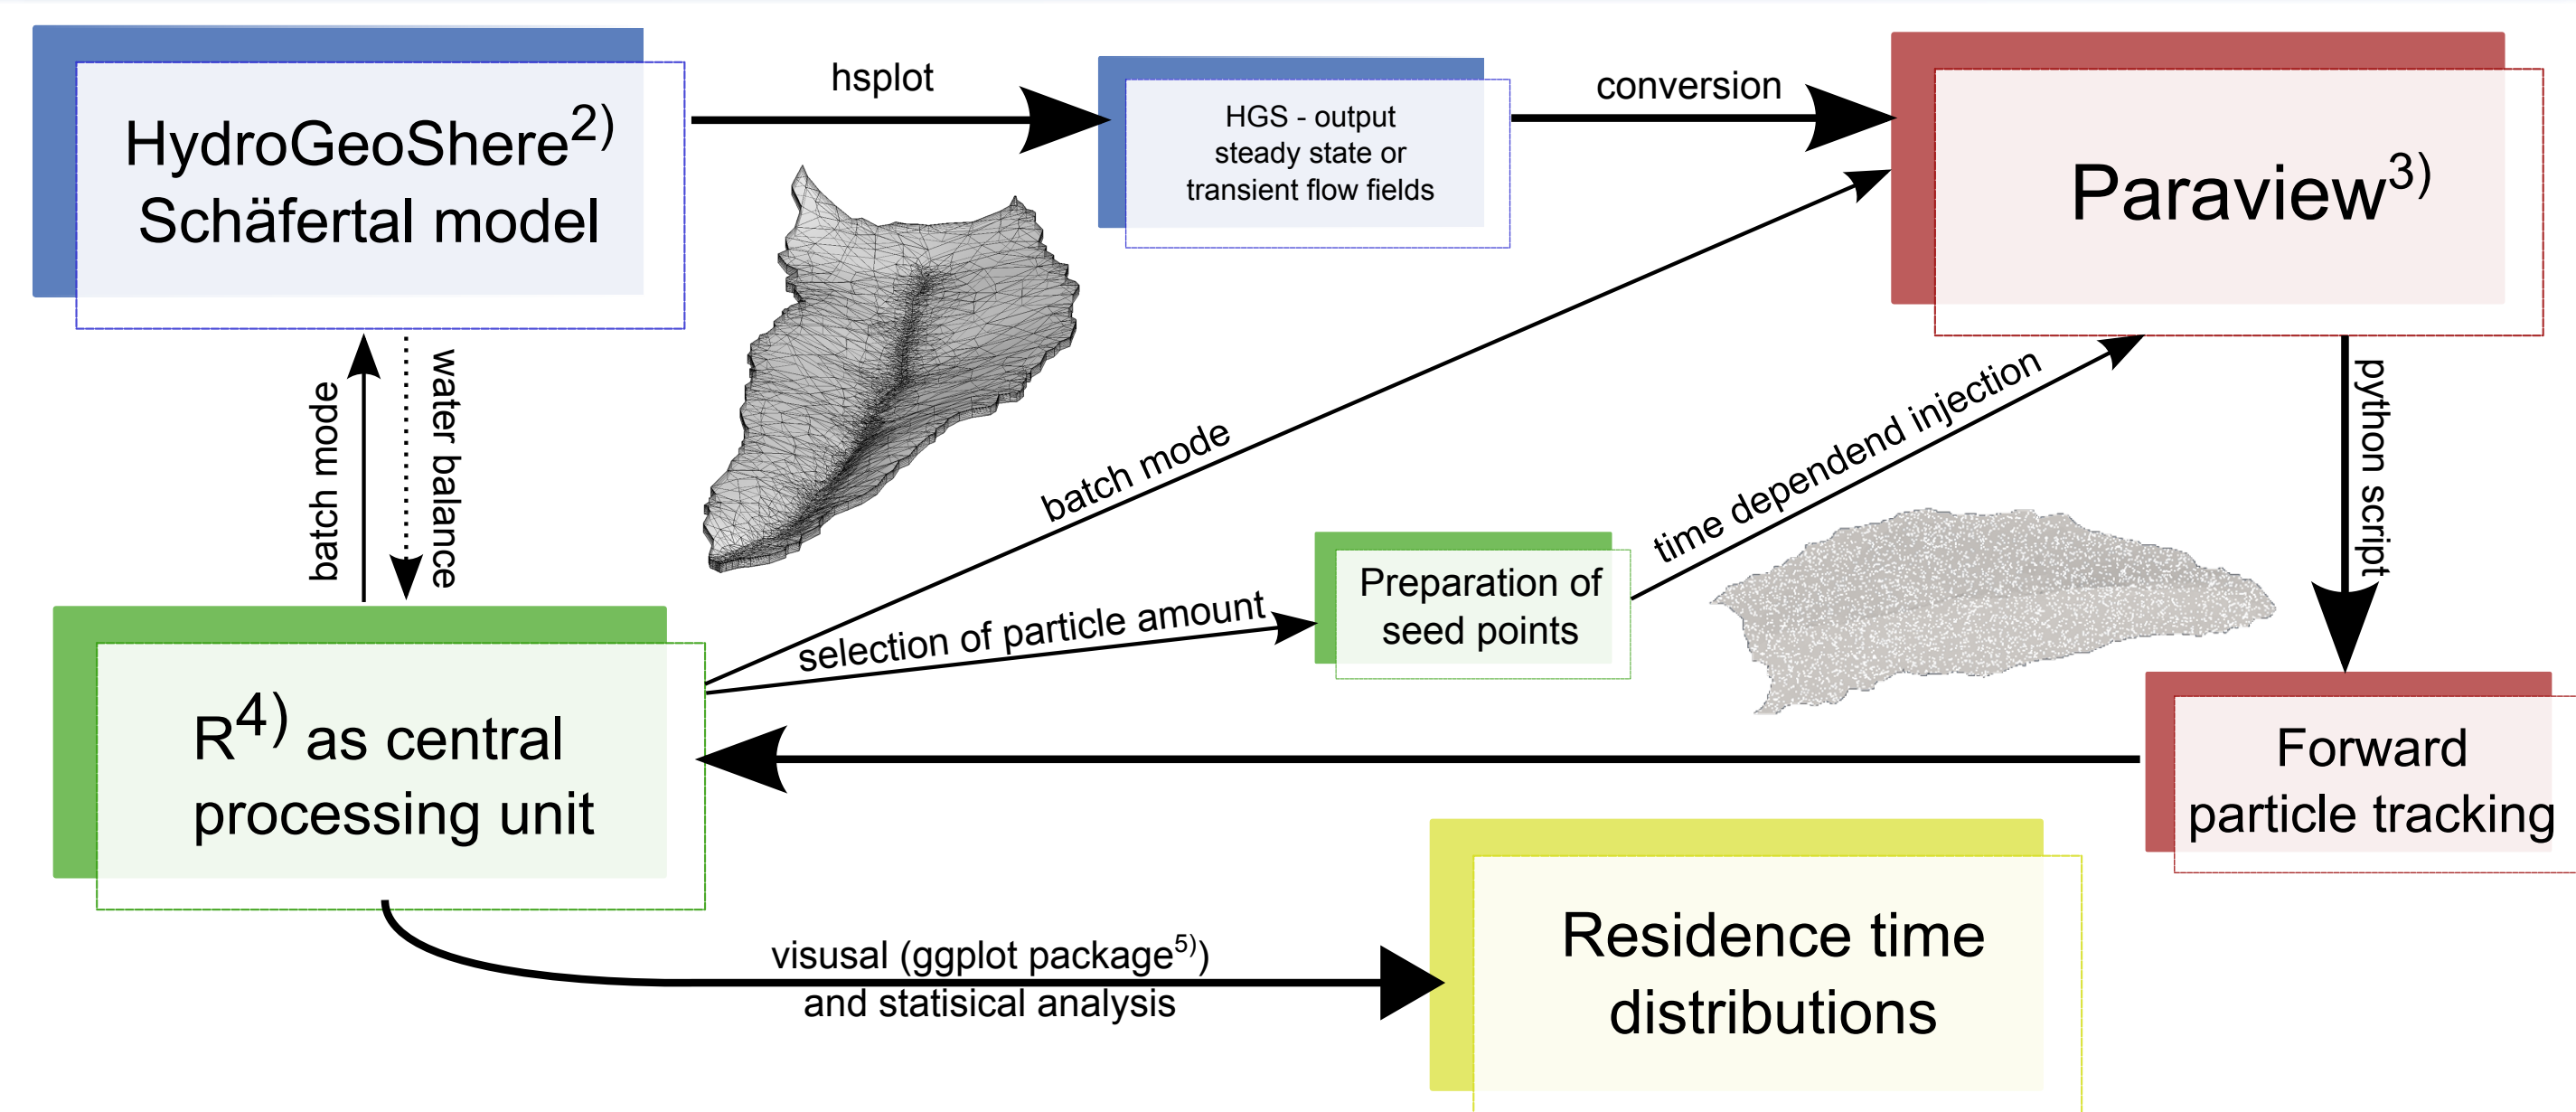 HydroGeoShere2)
Schäfertal model
hsplot
HGS - output
steady state or
transient flow fields
conversion
Paraview3)
batch mode
water balance
batch mode
time dependend injection
python script
selection of particle amount
Preparation of
seed points
R4) as central
processing unit
Forward
particle tracking
visusal (ggplot package5))
and statisical analysis
Residence time
distributions